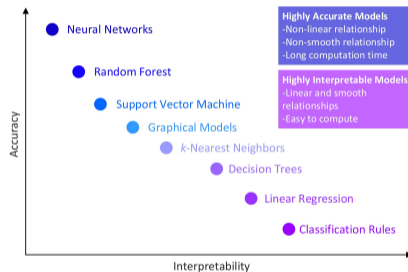 Neural Networks
Random Forest
Support Vector Machine
Graphical Models
k-Nearest Neighbors
Decision Trees
Linear Regression
Classification Rules
Highly Accurate Models
-Non-linear relationship
-Non-smooth relationship
-Long computation time
Highly Interpretable Models
-Linear and smooth
relationships
-Easy to compute
Accuracy
Interpretability